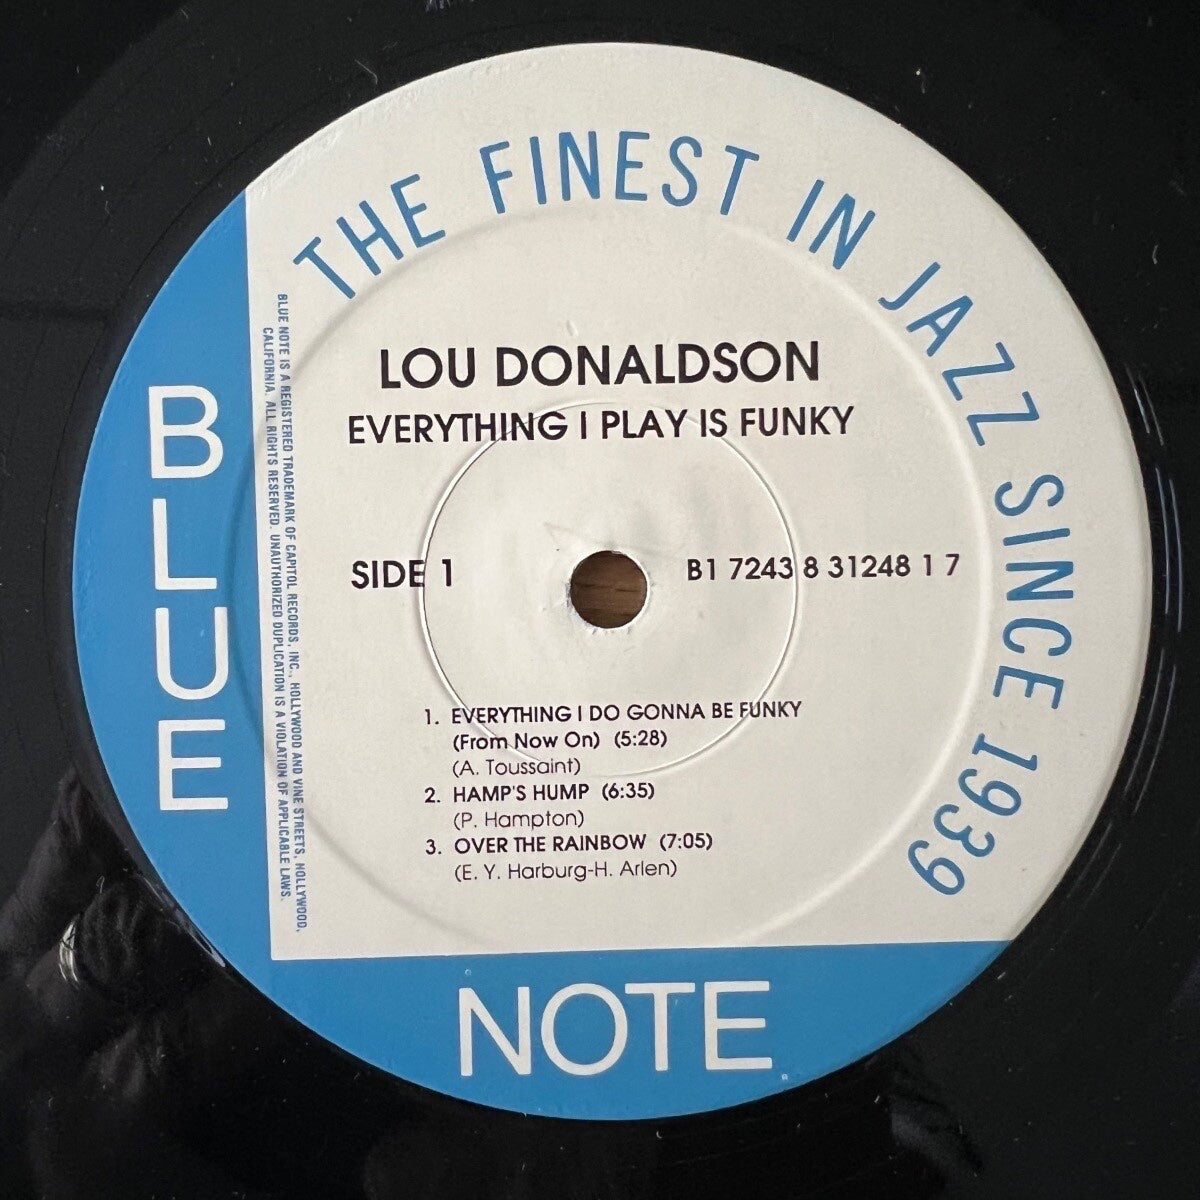 THE FINEST IN JAZZ SINCE 1939
LOU DONALDSON
EVERYTHING I PLAY IS FUNKY
SIDE 1
B1 7243 8 31248 1 7
1. EVERYTHING I DO GONNA BE FUNKY
(From Now On) (5:28)
(A. Toussaint)
2. HAMP'S HUMP (6:35)
(P. Hampton)
3. OVER THE RAINBOW (7:05)
(E. Y. Harburg-H. Arlen)
BLUE NOTE IS A REGISTERED TRADEMARK OF CAPITOL RECORDS, INC., HOLLYWOOD AND VINE STREETS, HOLLYWOOD,
CALIFORNIA. ALL RIGHTS RESERVED. UNAUTHORIZED DUPLICATION IS A VIOLATION OF APPLICABLE LAWS.
BLUE
NOTE
®